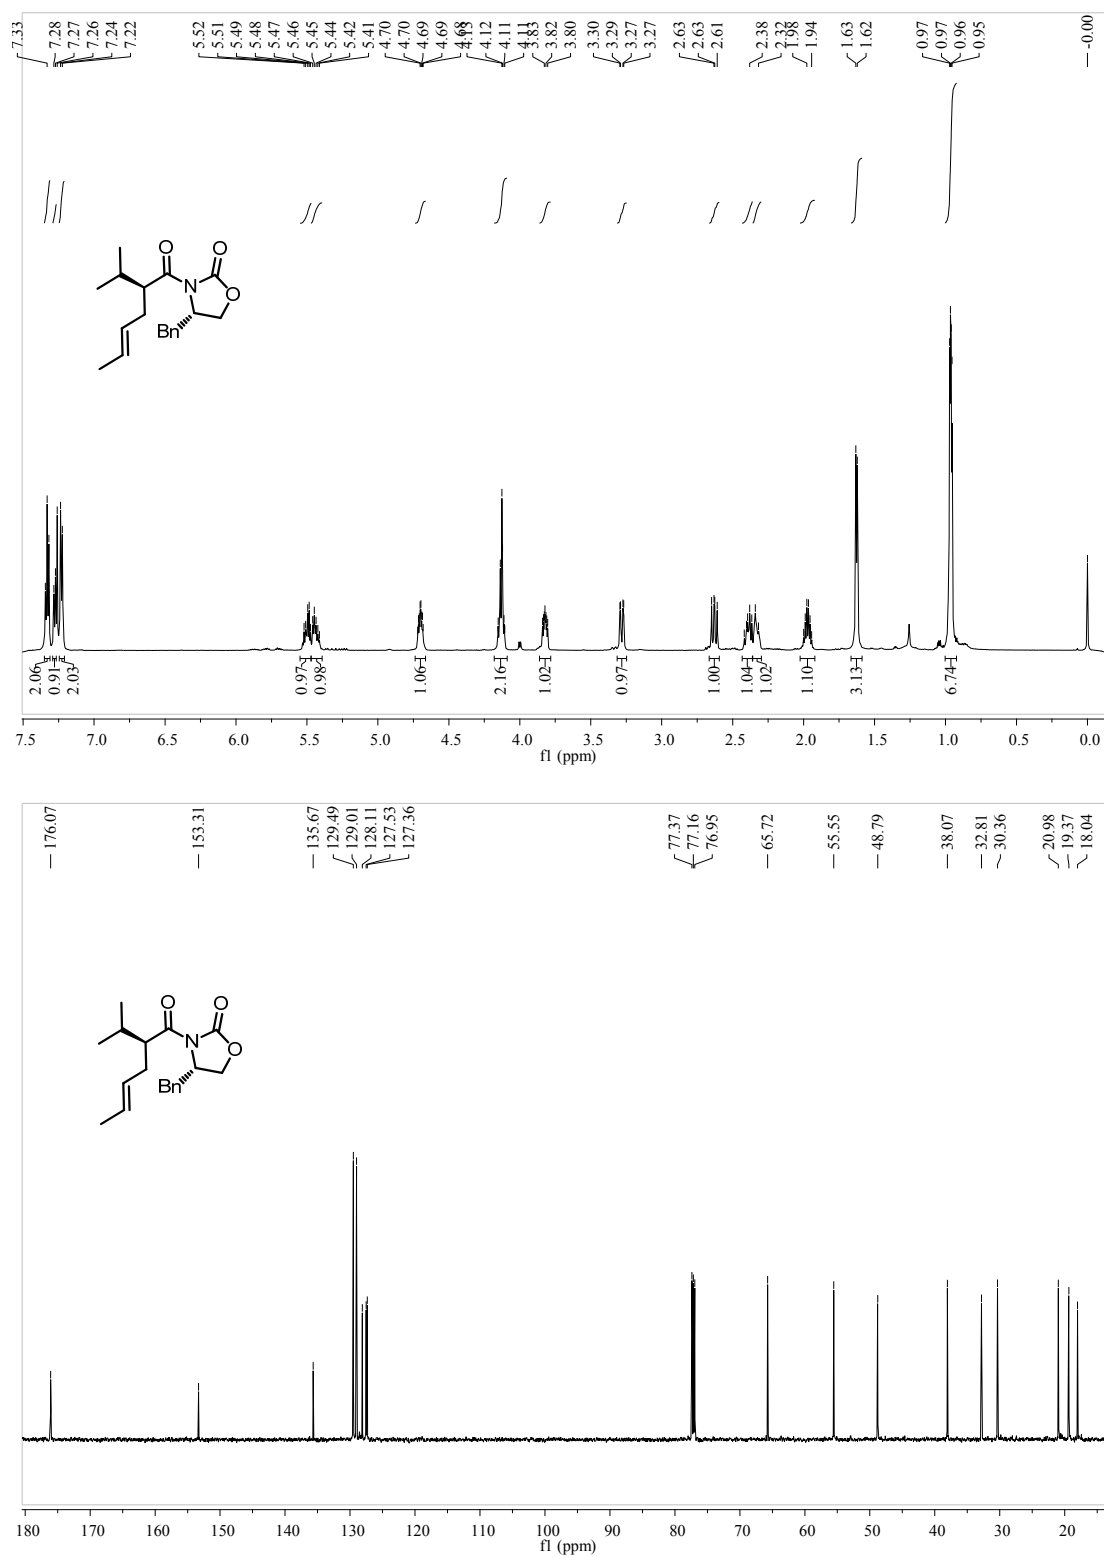 7.33 7.28 7.27 7.26 7.24 7.22 5.52 5.51 5.49 5.48 5.47 5.46 5.45 5.44 5.42 5.41 4.70 4.70 4.69 4.69 4.68 4.13 4.12 4.11 4.11 3.83 3.82 3.80 3.30 3.29 3.27 3.27 2.63 2.63 2.61 2.38 2.32 1.98 1.94 1.63 1.62 0.97 0.97 0.96 0.95 -0.00
O O
N
O
Bn
2.06 0.91 2.03 0.97 0.98 1.06 2.16 1.02 0.97 1.00 1.04 1.02 1.10 3.13 6.74
7.5 7.0 6.5 6.0 5.5 5.0 4.5 4.0 3.5 3.0 2.5 2.0 1.5 1.0 0.5 0.0
f1 (ppm)
176.07 153.31 135.67 129.49 129.01 128.11 127.53 127.36 77.37 77.16 76.95 65.72 55.55 48.79 38.07 32.81 30.36 20.98 19.37 18.04
O O
N
O
Bn
180 170 160 150 140 130 120 110 100 90 80 70 60 50 40 30 20
f1 (ppm)